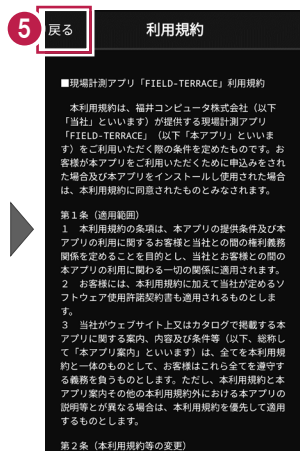 5
戻る
利用規約
■現場計測アプリ「FIELD-TERRACE」利用規約
本利用規約は、福井コンピュータ株式会社（以下
「当社」といいます）が提供する現場計測アプリ
「FIELD-TERRACE」（以下「本アプリ」といいま
す）をご利用いただく際の条件を定めたものです。お
客様が本アプリをご利用いただくために申込みをされ
た場合及び本アプリをインストールし使用された場合
は、本利用規約に同意されたものとみなされます。
第１条（適用範囲）
１　本利用規約の条項は、本アプリの提供条件及び本
アプリの利用に関するお客様と当社との間の権利義務
関係を定めることを目的とし、当社とお客様との間の
本アプリの利用に関わる一切の関係に適用されます。
２　お客様には、本利用規約に加えて当社が定めるソ
フトウェア使用許諾契約書も適用されるものとしま
す。
３　当社がウェブサイト上又はカタログで掲載する本
アプリに関する案内、内容及び条件等（以下、総称し
て「本アプリ案内」といいます）は、全てを本利用規
約と一体のものとして、お客様はこれら全てを遵守す
る義務を負うものとします。ただし、本利用規約と本
アプリ案内その他の本利用規約外における本アプリの
説明等とが異なる場合は、本利用規約を優先して適用
するものとします。
第２条（本利用規約等の変更）